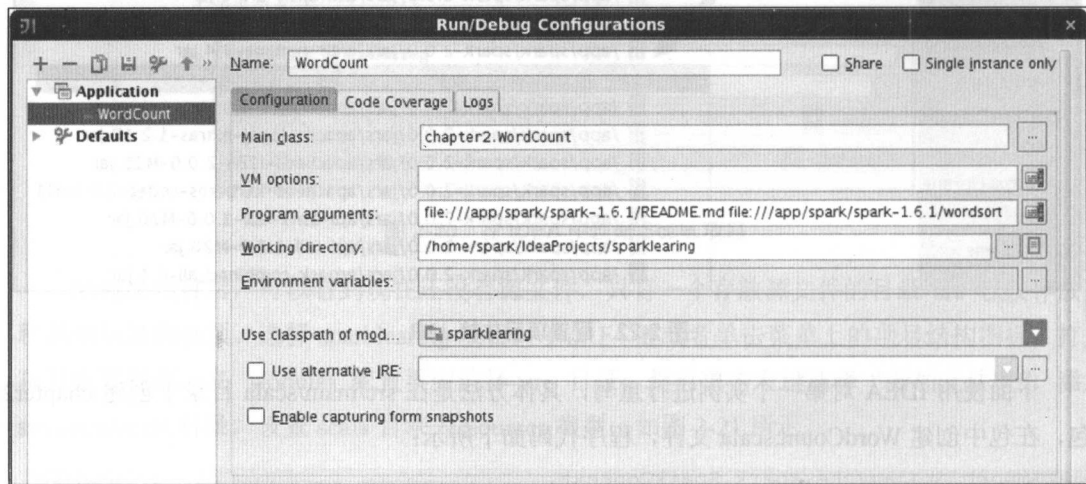 Run/Debug Configurations
Name: WordCount Share Single instance only
Application
WordCount
Defaults
Configuration Code Coverage Logs
Main class: chapter2.WordCount
VM options:
Program arguments: file:///app/spark/spark-1.6.1/README.md file:///app/spark/spark-1.6.1/wordsort
Working directory: /home/spark/IdeaProjects/sparklearing
Environment variables:
Use classpath of mod... sparklearing
Use alternative JRE:
Enable capturing form snapshots